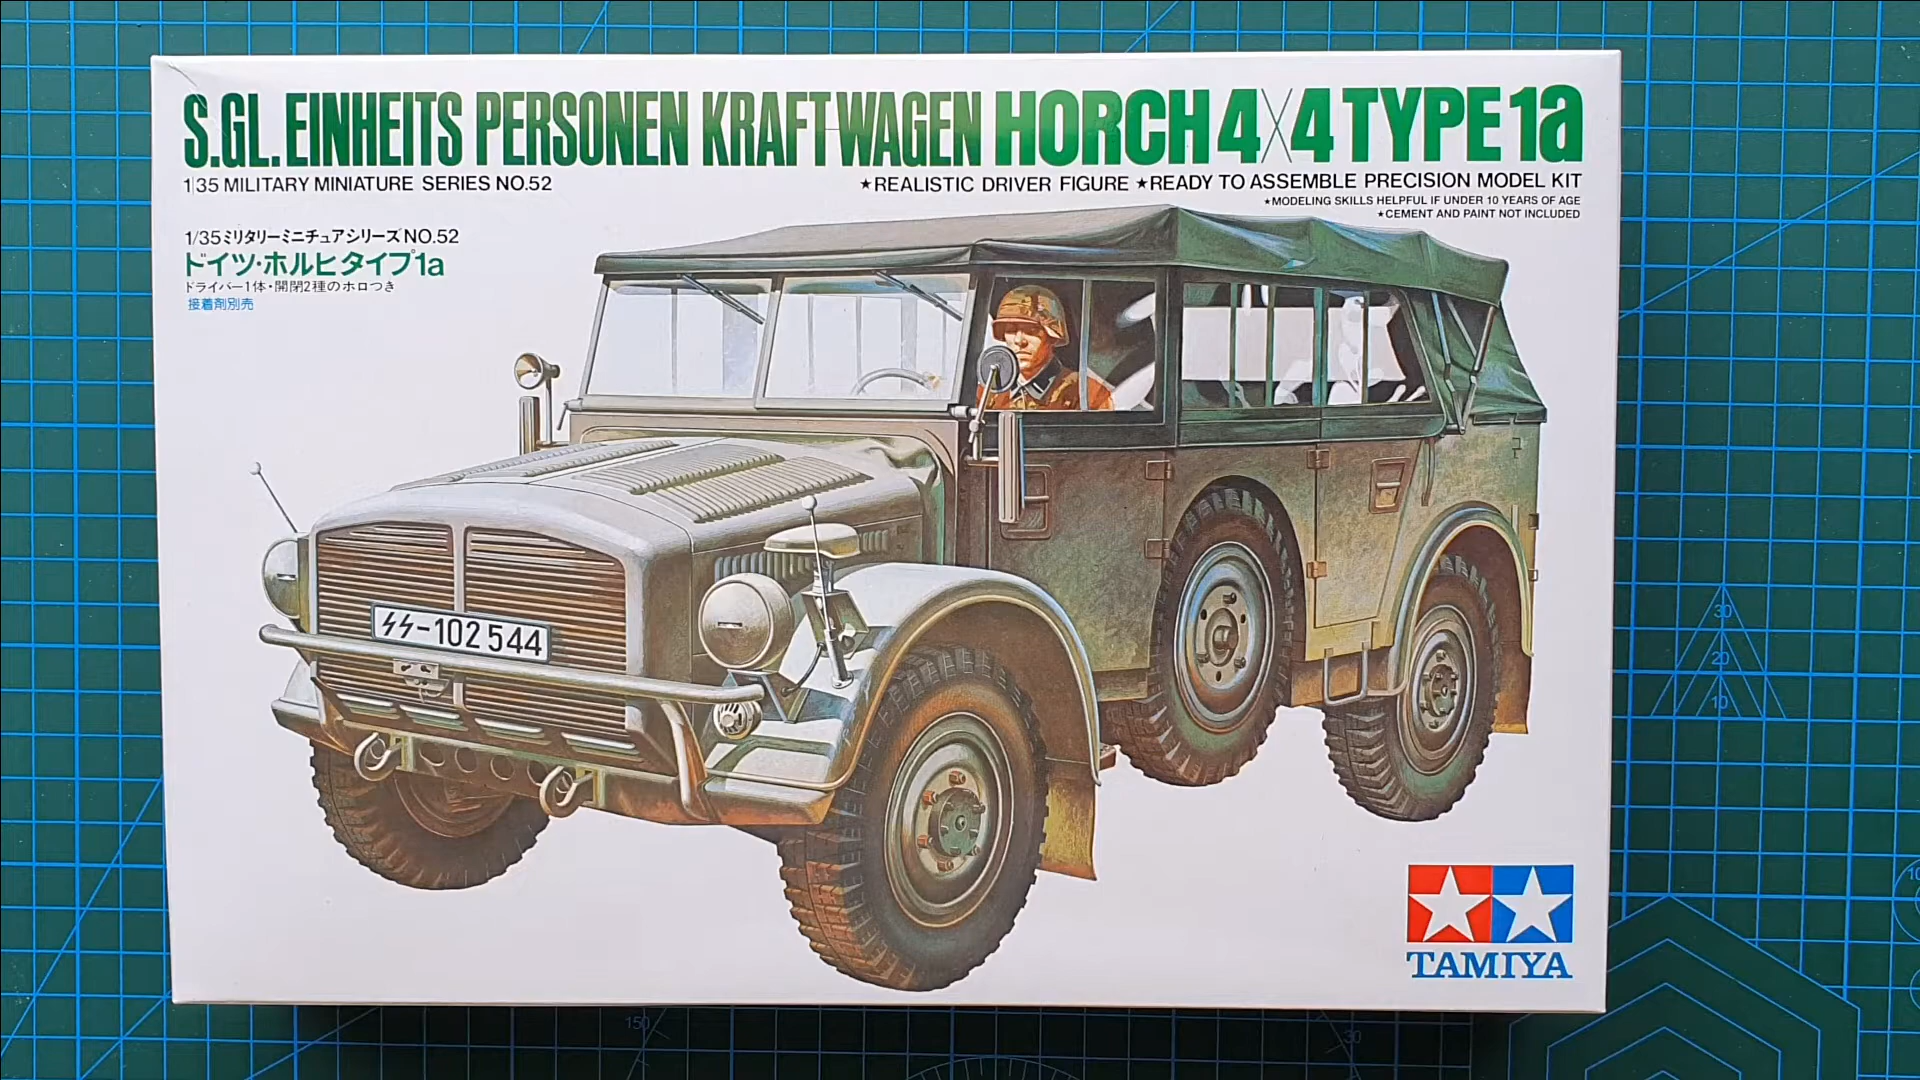 S.GL.EINHEITS PERSONEN KRAFTWAGEN HORCH 4×4 TYPE 1a
1/35 MILITARY MINIATURE SERIES NO.52
★REALISTIC DRIVER FIGURE ★READY TO ASSEMBLE PRECISION MODEL KIT
★MODELING SKILLS HELPFUL IF UNDER 10 YEARS OF AGE
★CEMENT AND PAINT NOT INCLUDED
1/35ミリタリーミニチュアシリーズNO.52
ドイツ・ホルヒタイプ1a
ドライバー1体・開閉2種のホロつき
接着剤別売
ϟϟ-102 544
TAMIYA
30
20
10
10
150
30